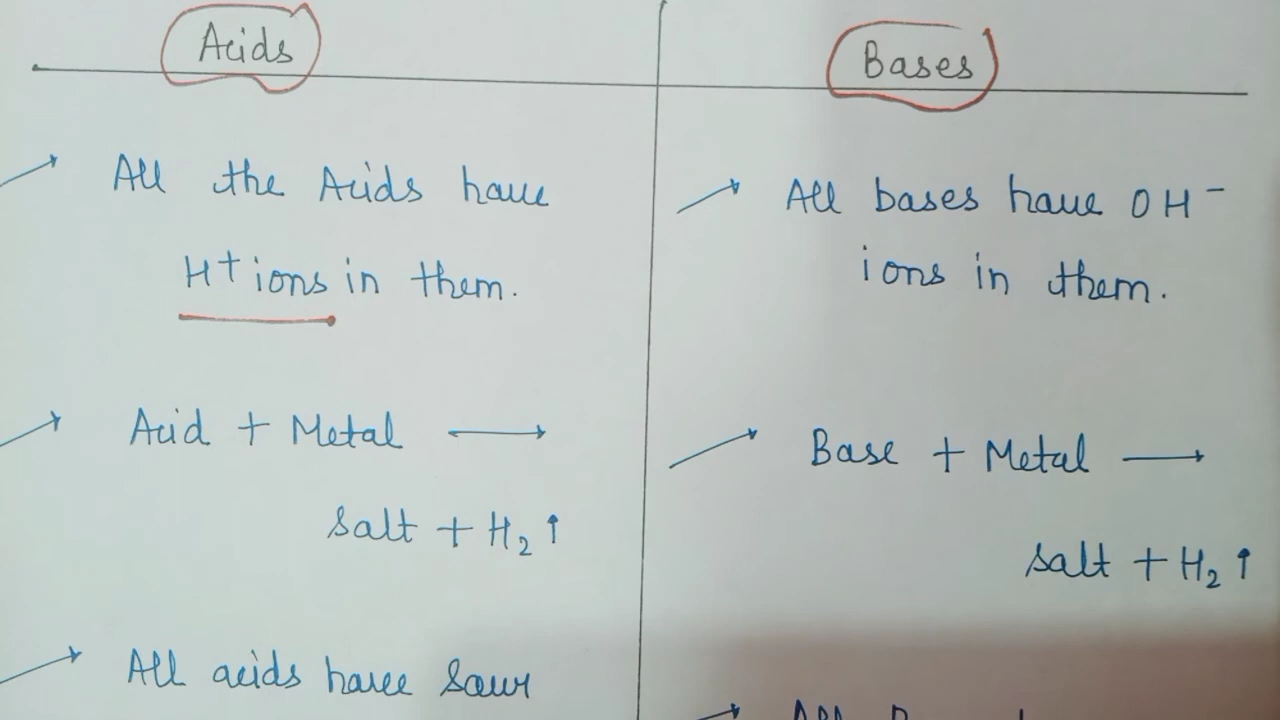 Acids
All the Acids have
H+ ions in them.
Acid + Metal →
Salt + H₂ ↑
All acids have Sour
Bases
All bases have OH⁻
ions in them.
Base + Metal →
Salt + H₂ ↑